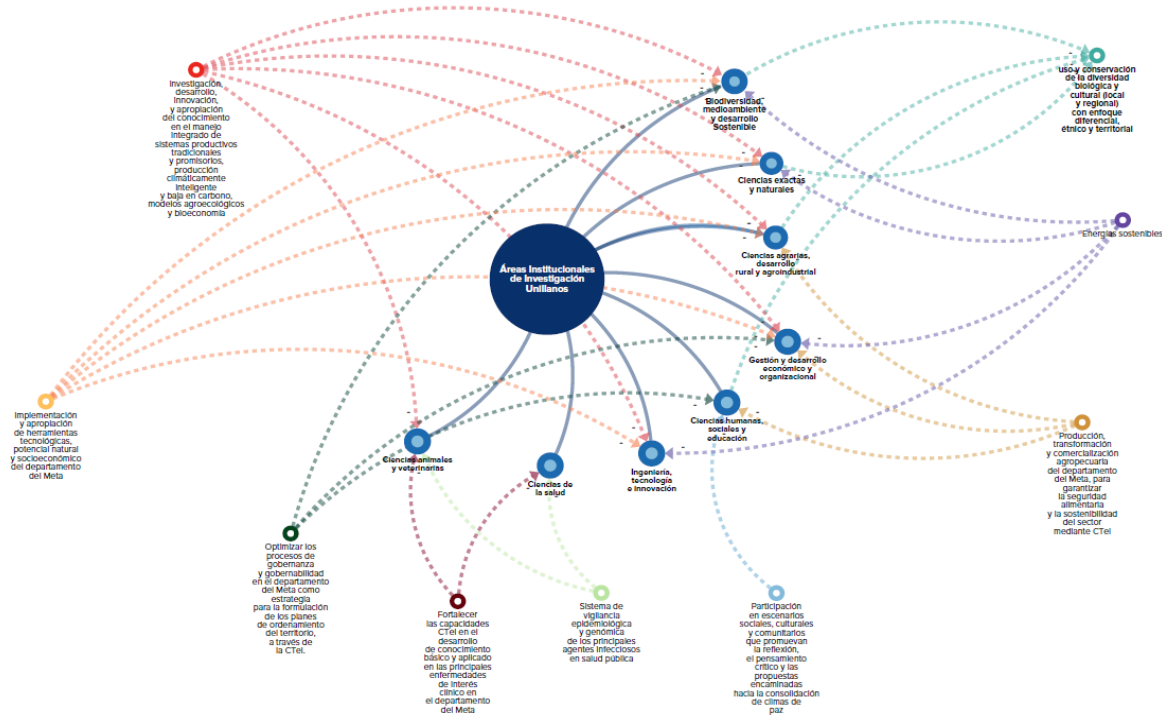 Investigación,
desarrollo,
innovación,
y apropiación
del conocimiento
en el manejo
integrado de
sistemas productivos
tradicionales
y promisorios,
producción
climáticamente
inteligente
y baja en carbono,
modelos agroecológicos
y bioeconomía
Biodiversidad,
medioambiente
y desarrollo
Sostenible
uso y conservación
de la diversidad
biológica y
cultural (local
y regional)
con enfoque
diferencial,
étnico y territorial
Ciencias exactas
y naturales
Energías sostenibles
Ciencias agrarias,
desarrollo
rural y agroindustrial
Áreas Institucionales
de Investigación
Unillanos
Gestión y desarrollo
económico y
organizacional
Implementación
y apropiación
de herramientas
tecnológicas,
potencial natural
y socioeconómico
del departamento
del Meta
Ciencias animales
y veterinarias
Ciencias de
la salud
Ingeniería,
tecnología
e innovación
Ciencias humanas,
sociales y
educación
Producción,
transformación
y comercialización
agropecuaria
del departamento
del Meta, para
garantizar
la seguridad
alimentaria
y la sostenibilidad
del sector
mediante CTeI
Optimizar los
procesos de
gobernanza
y gobernabilidad
en el departamento
del Meta como
estrategia
para la formulación
de los planes
de ordenamiento
del territorio,
a través de
la CTeI.
Fortalecer
las capacidades
CTeI en el
desarrollo
de conocimiento
básico y aplicado
en las principales
enfermedades
de interés
clínico en
el departamento
del Meta
Sistema de
vigilancia
epidemiológica
y genómica
de los principales
agentes infecciosos
en salud pública
Participación
en escenarios
sociales, culturales
y comunitarios
que promuevan
la reflexión,
el pensamiento
crítico y las
propuestas
encaminadas
hacia la consolidación
de climas de
paz